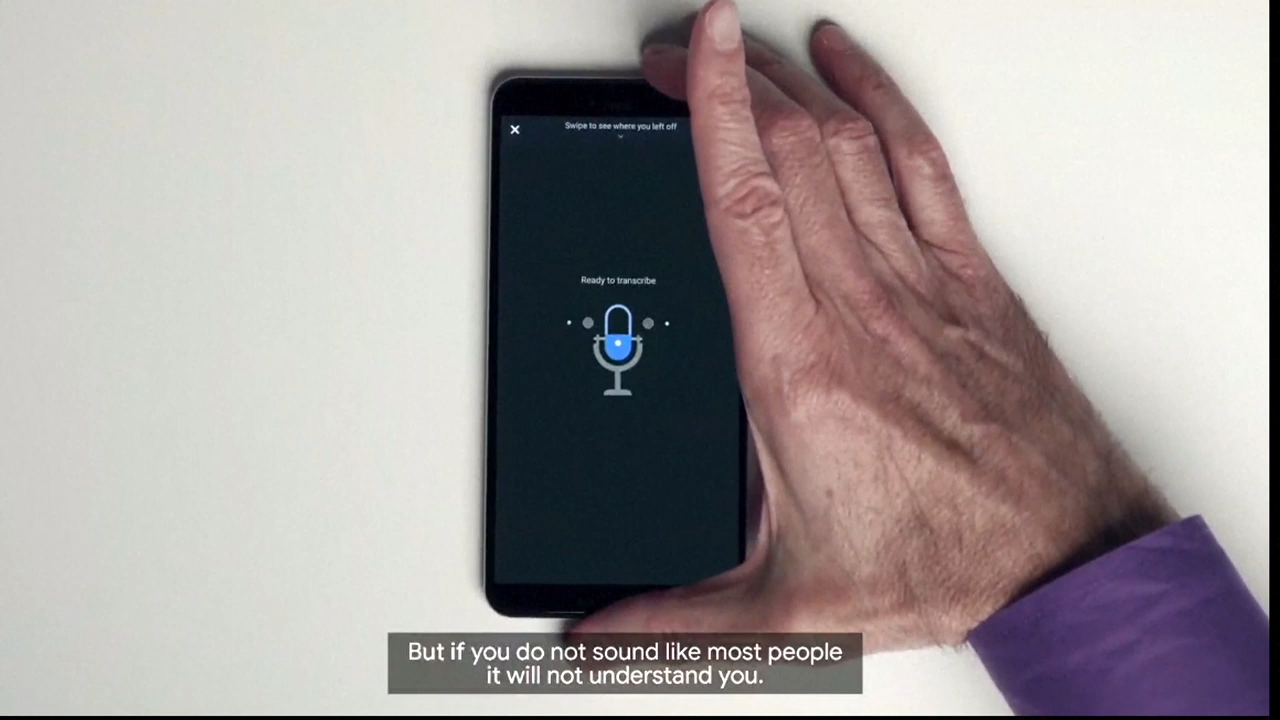 Swipe to see where you left off
Ready to transcribe
But if you do not sound like most people
it will not understand you.